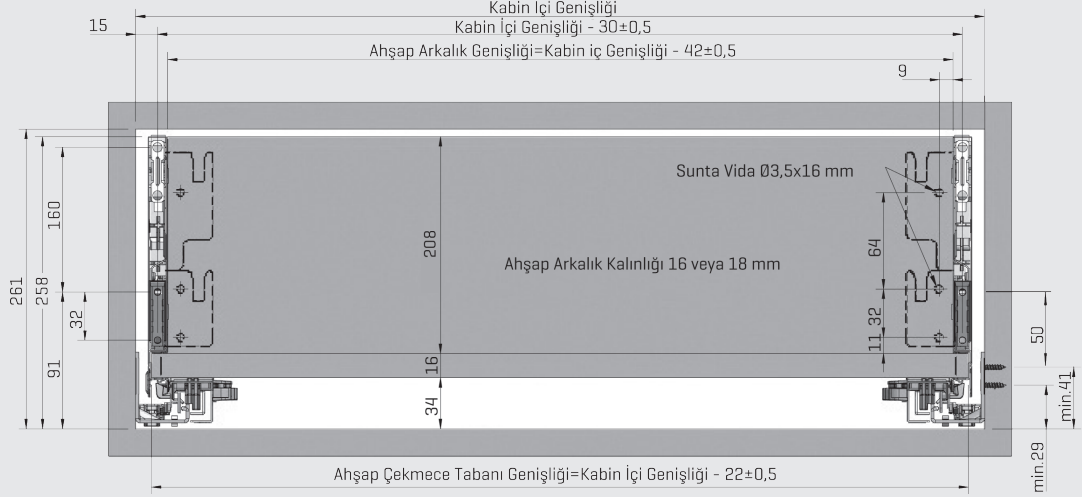 Kabin İçi Genişliği
15
Kabin İçi Genişliği - 30±0,5
Ahşap Arkalık Genişliği=Kabin iç Genişliği - 42±0,5
9
Sunta Vida Ø3,5x16 mm
160
208
64
Ahşap Arkalık Kalınlığı 16 veya 18 mm
261
258
32
32
50
11
91
16
34
min.41
min.29
Ahşap Çekmece Tabanı Genişliği=Kabin İçi Genişliği - 22±0,5